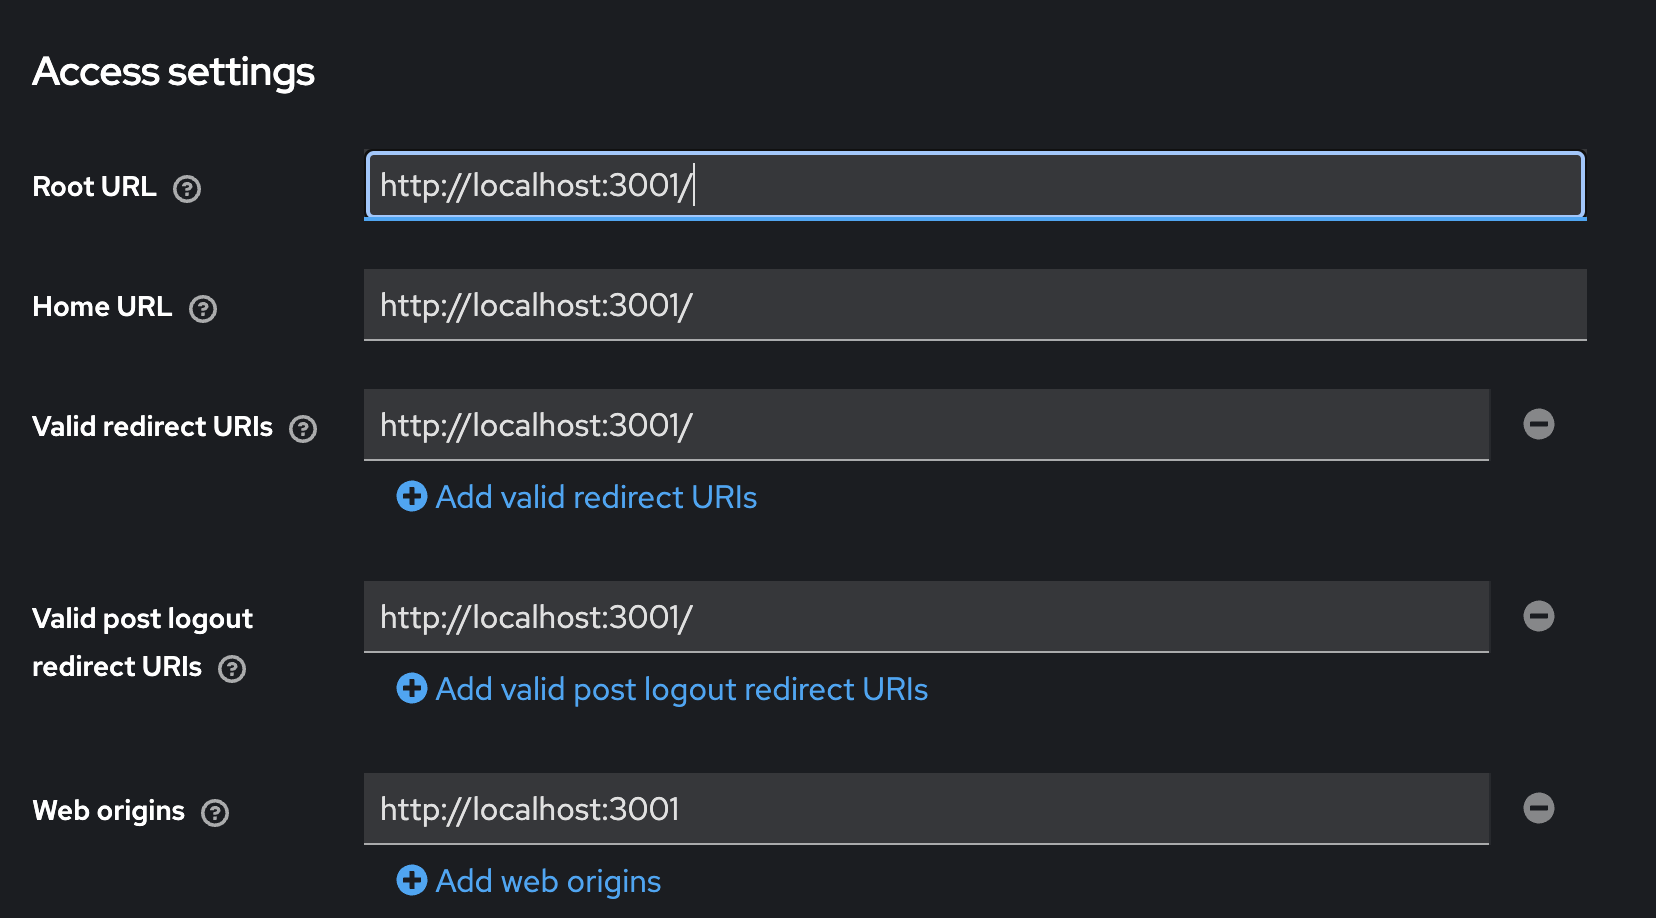 Access settings
Root URL ?
http://localhost:3001/
Home URL ?
http://localhost:3001/
Valid redirect URIs ?
http://localhost:3001/
Add valid redirect URIs
Valid post logout
redirect URIs ?
http://localhost:3001/
Add valid post logout redirect URIs
Web origins ?
http://localhost:3001
Add web origins